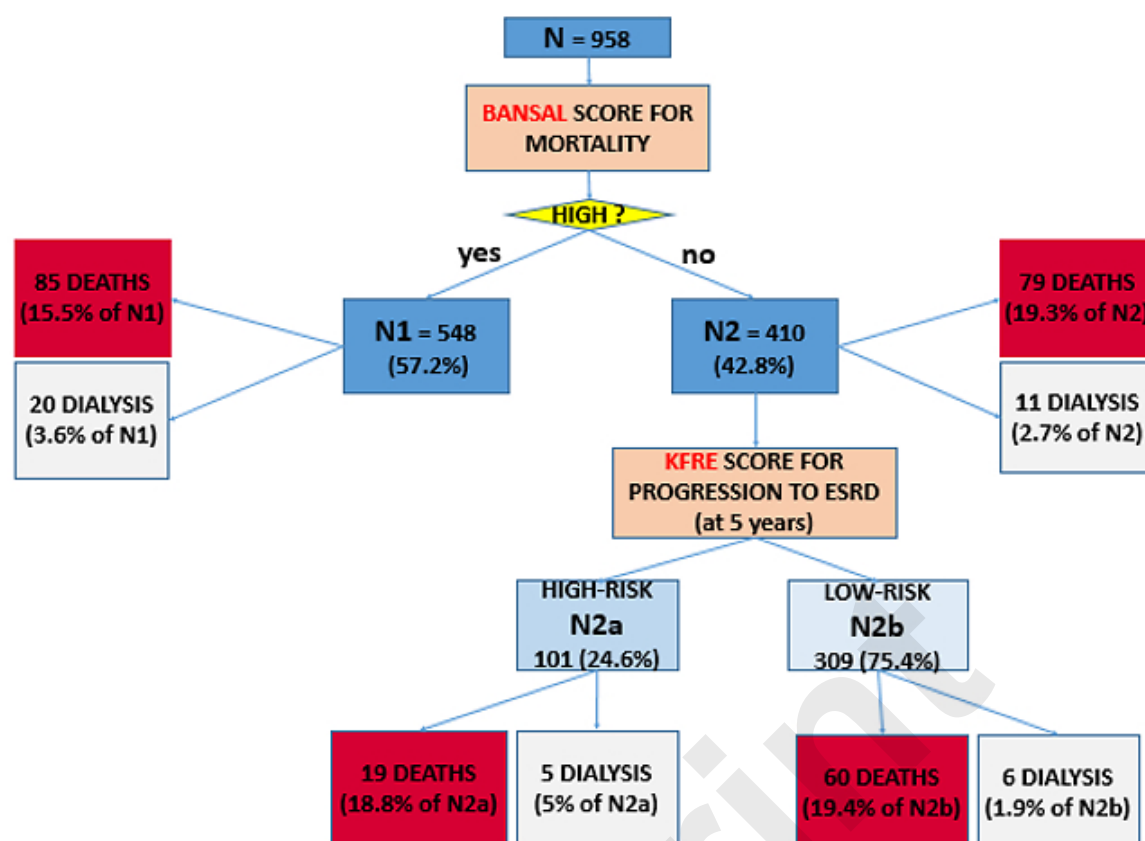 N = 958
BANSAL SCORE FOR
MORTALITY
HIGH ?
yes
no
85 DEATHS
(15.5% of N1)
20 DIALYSIS
(3.6% of N1)
N1 = 548
(57.2%)
N2 = 410
(42.8%)
79 DEATHS
(19.3% of N2)
11 DIALYSIS
(2.7% of N2)
KFRE SCORE FOR
PROGRESSION TO ESRD
(at 5 years)
HIGH-RISK
N2a
101 (24.6%)
LOW-RISK
N2b
309 (75.4%)
19 DEATHS
(18.8% of N2a)
5 DIALYSIS
(5% of N2a)
60 DEATHS
(19.4% of N2b)
6 DIALYSIS
(1.9% of N2b)
rint